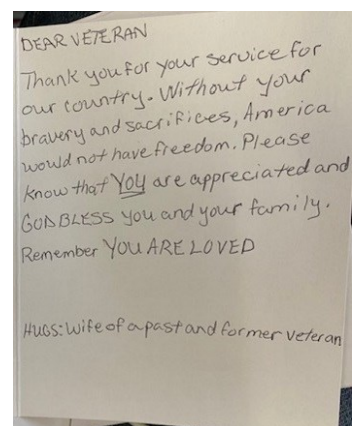 DEAR VETERAN
Thank you for your service for
our country. Without your
bravery and sacrifices, America
would not have freedom. Please
know that YOU are appreciated and
GOD BLESS you and your family.
Remember YOU ARE LOVED
HUGS: Wife of a past and former veteran